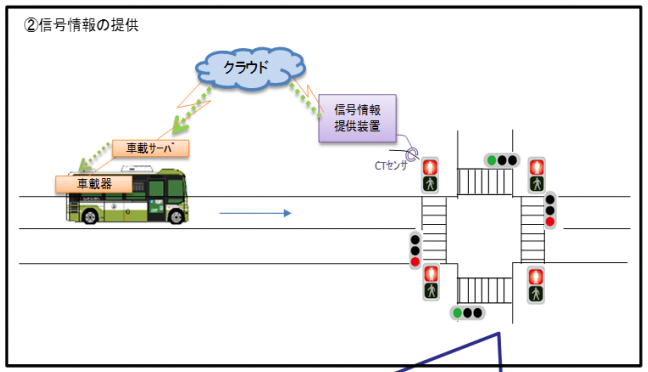 ②信号情報の提供
クラウド
信号情報
提供装置
車載サーバ
CTセンサ
車載器